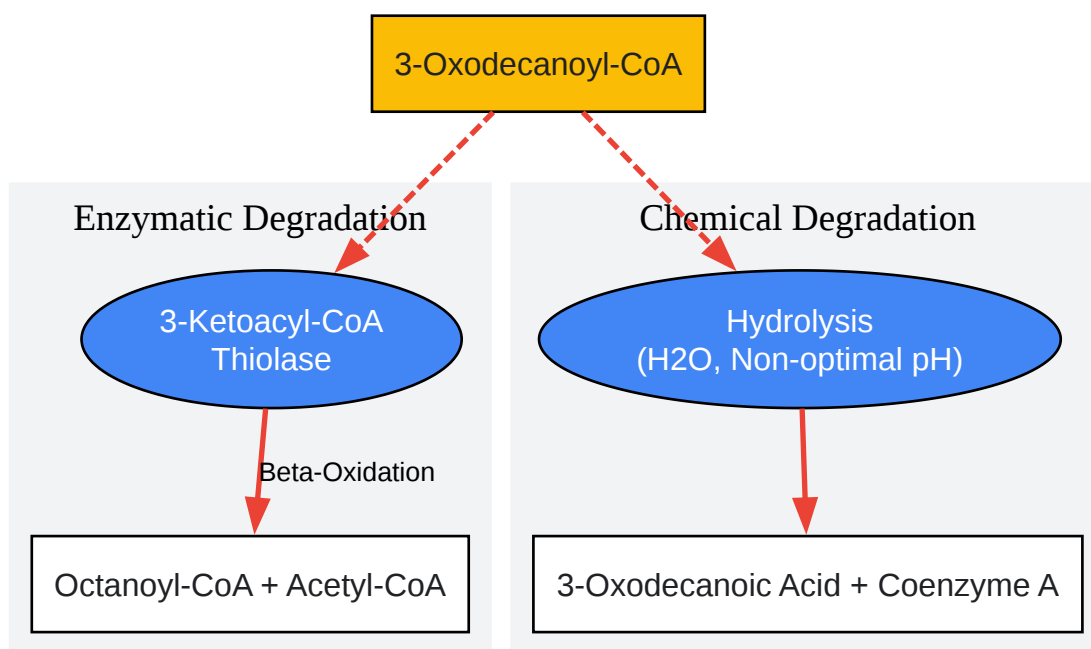 3-Oxodecanoyl-CoA
Enzymatic Degradation
3-Ketoacyl-CoA
Thiolase
Beta-Oxidation
Octanoyl-CoA + Acetyl-CoA
Chemical Degradation
Hydrolysis
(H2O, Non-optimal pH)
3-Oxodecanoic Acid + Coenzyme A